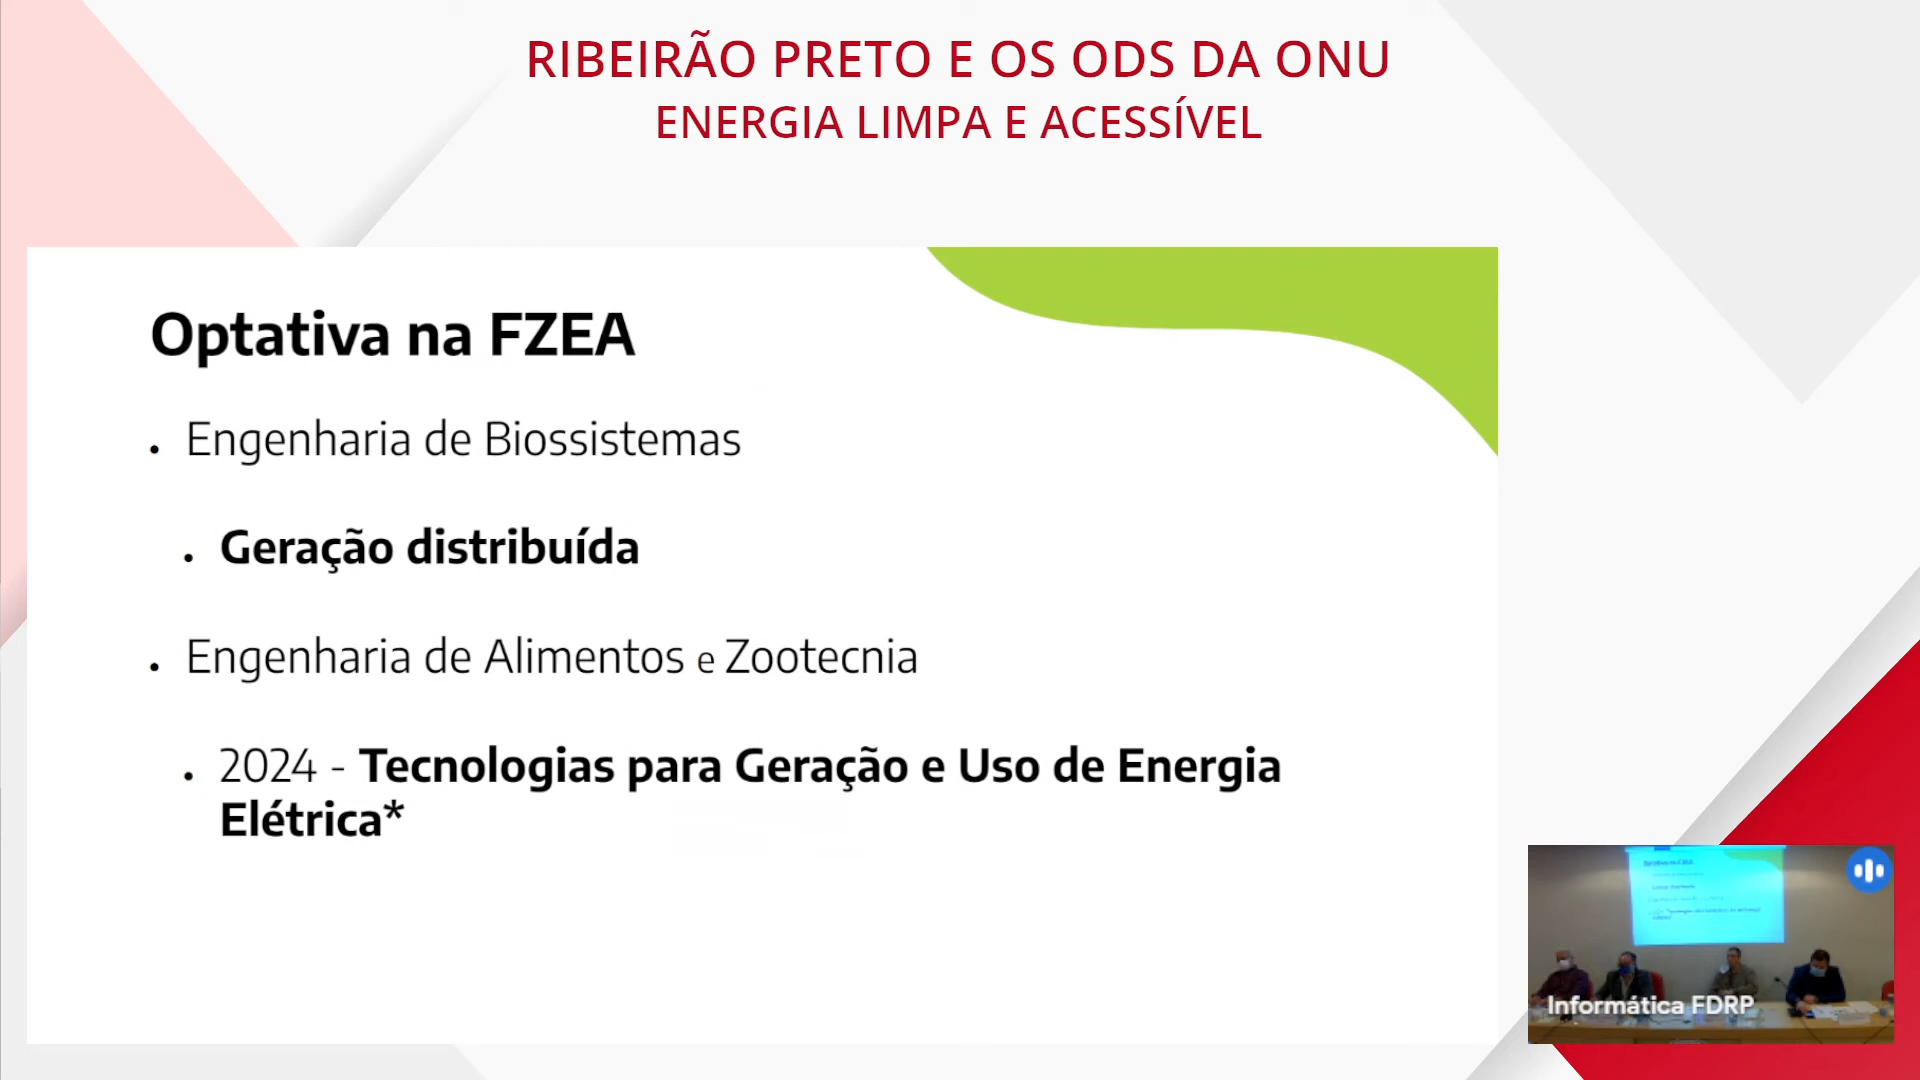 RIBEIRÃO PRETO E OS ODS DA ONU
ENERGIA LIMPA E ACESSÍVEL
Optativa na FZEA
• Engenharia de Biossistemas
• Geração distribuída
• Engenharia de Alimentos e Zootecnia
• 2024 - Tecnologias para Geração e Uso de Energia
Elétrica*
Informática FDRP